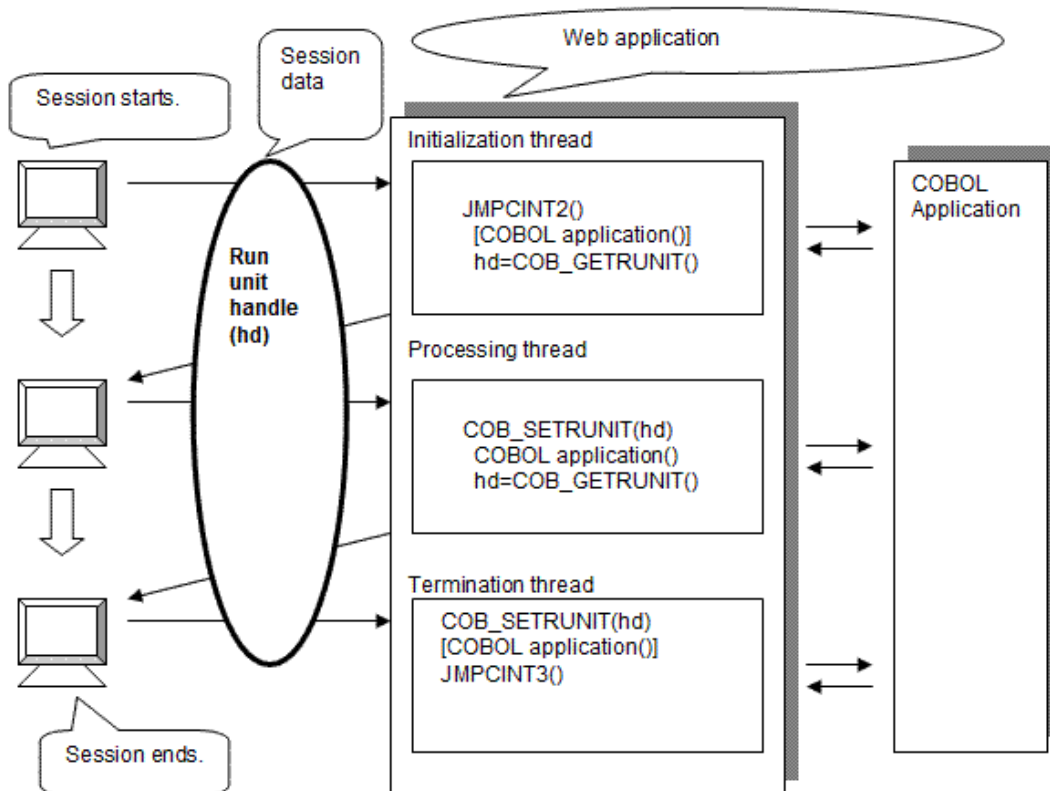 Web application
Session
data
Session starts.
Initialization thread
JMPCINT2()
[COBOL application()]
hd=COB_GETRUNIT()
COBOL
Application
Run
unit
handle
(hd)
Processing thread
COB_SETRUNIT(hd)
COBOL application()
hd=COB_GETRUNIT()
Termination thread
COB_SETRUNIT(hd)
[COBOL application()]
JMPCINT3()
Session ends.